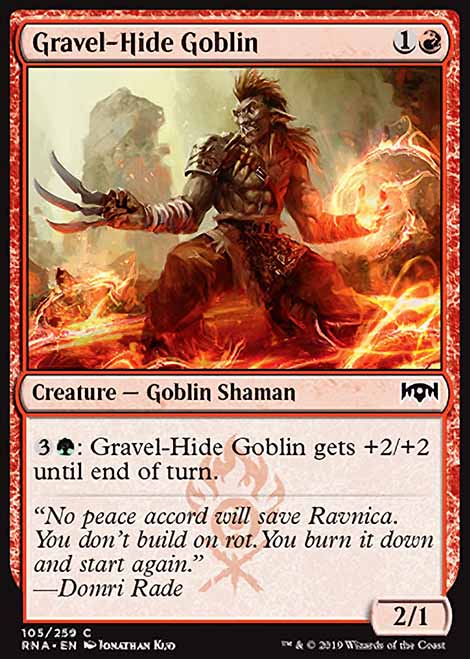 Gravel-Hide Goblin 1
Creature — Goblin Shaman
3: Gravel-Hide Goblin gets +2/+2
until end of turn.
“No peace accord will save Ravnica.
You don’t build on rot. You burn it down
and start again.”
—Domri Rade
2/1
105/259 C
RNA • EN Jonathan Kuo
™ & © 2019 Wizards of the Coast